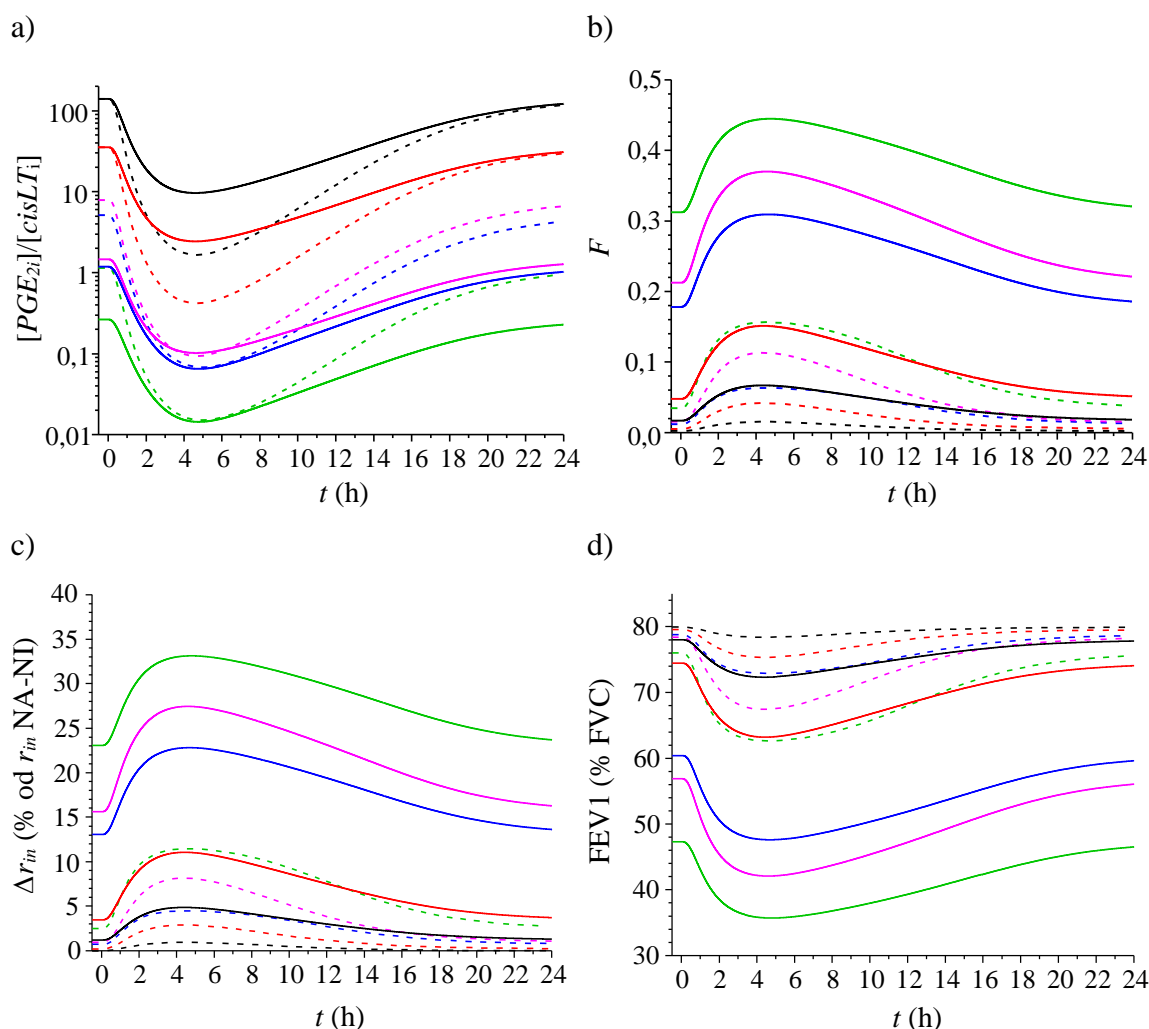 a)
[PGE2i]/[cisLTi]
100
10
1
0,1
0,01
0 2 4 6 8 10 12 14 16 18 20 22 24
t (h)
b)
F
0,5
0,4
0,3
0,2
0,1
0,0
0 2 4 6 8 10 12 14 16 18 20 22 24
t (h)
c)
Δrin (% od rin NA-NI)
40
35
30
25
20
15
10
5
0
0 2 4 6 8 10 12 14 16 18 20 22 24
t (h)
d)
FEV1 (% FVC)
80
70
60
50
40
30
0 2 4 6 8 10 12 14 16 18 20 22 24
t (h)